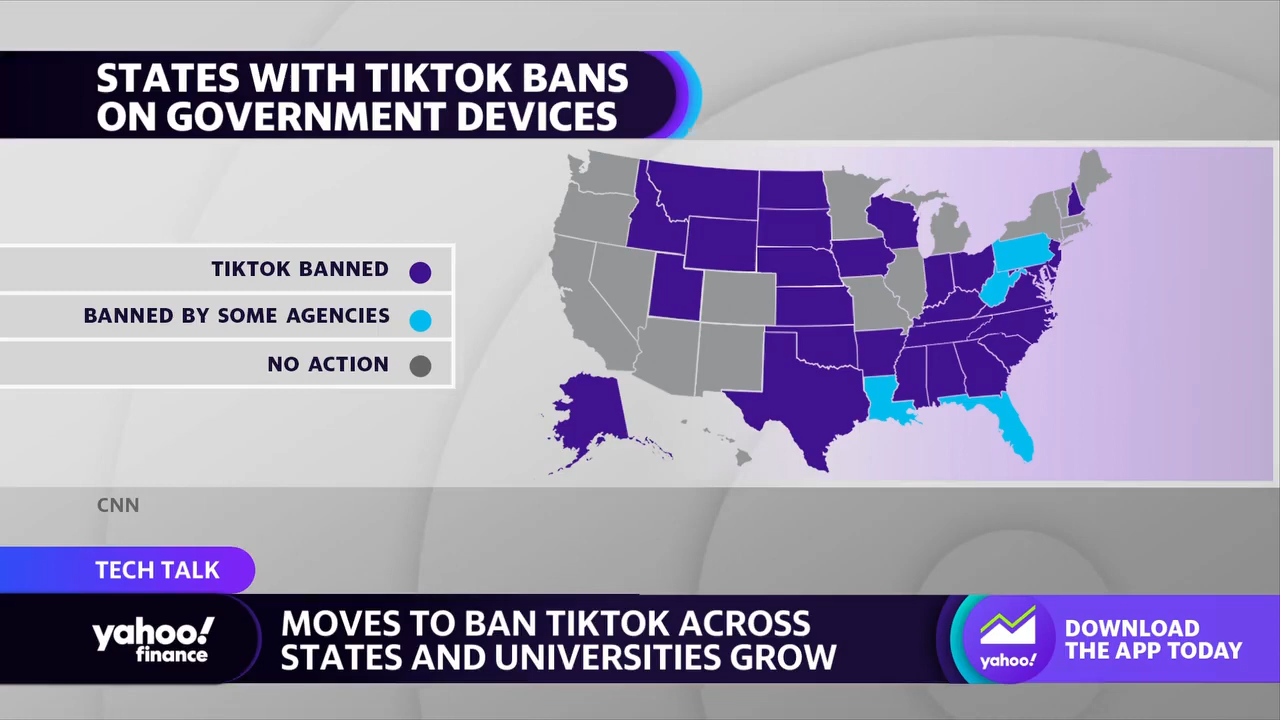 STATES WITH TIKTOK BANS
ON GOVERNMENT DEVICES
TIKTOK BANNED
BANNED BY SOME AGENCIES
NO ACTION
CNN
TECH TALK
yahoo!
finance
MOVES TO BAN TIKTOK ACROSS
STATES AND UNIVERSITIES GROW
yahoo!
DOWNLOAD
THE APP TODAY